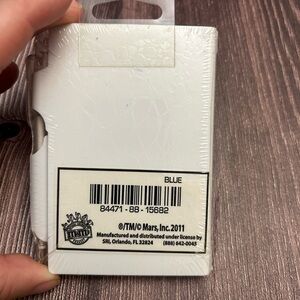 BLUE
84471 - 88 - 15682
®/TM/© Mars, Inc. 2011
Manufactured and distributed under license by
SRI, Orlando, FL 32824 (888) 642-0043